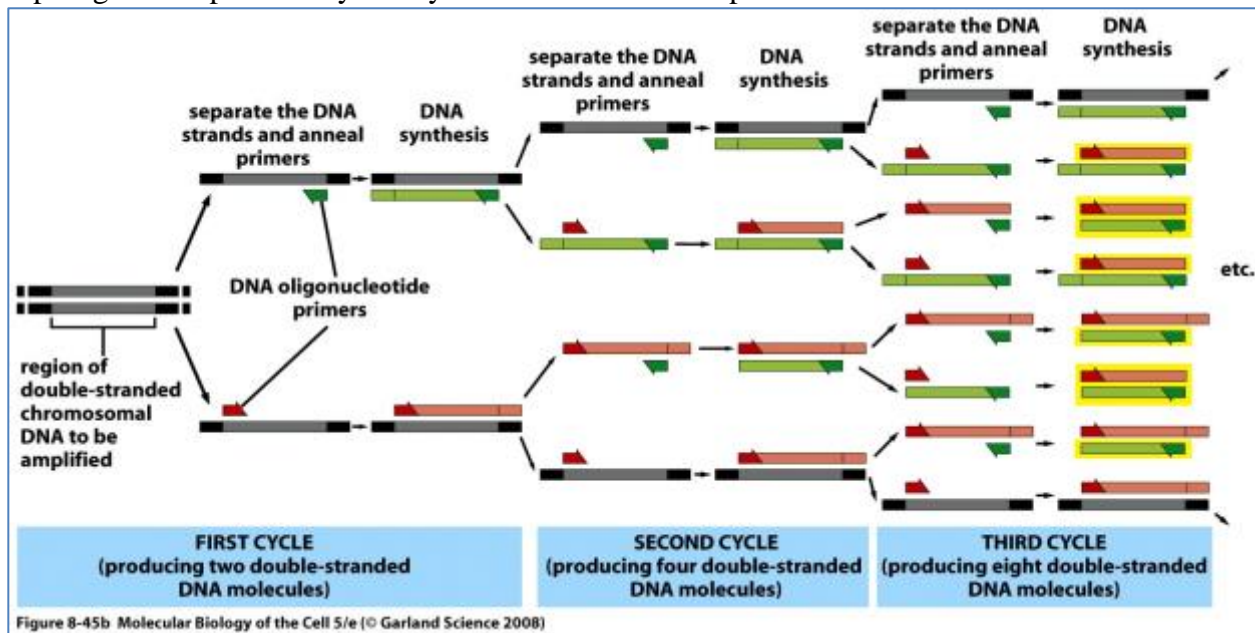 separate the DNA
strands and anneal
primers
DNA
synthesis
separate the DNA
strands and anneal
primers
DNA
synthesis
separate the DNA
strands and anneal
primers
DNA
synthesis
DNA oligonucleotide
primers
region of
double-stranded
chromosomal
DNA to be
amplified
etc.
FIRST CYCLE
(producing two double-stranded
DNA molecules)
SECOND CYCLE
(producing four double-stranded
DNA molecules)
THIRD CYCLE
(producing eight double-stranded
DNA molecules)
Figure 8-45b Molecular Biology of the Cell 5/e (© Garland Science 2008)